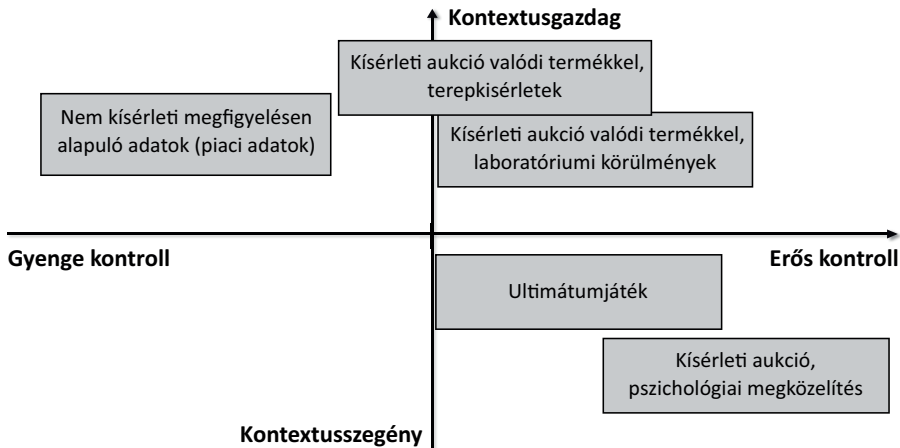 Kontextusgazdag
Kísérleti aukció valódi termékkel,
terepkisérletek
Nem kísérleti megfigyelésen
alapuló adatok (piaci adatok)
Kísérleti aukció valódi termékkel,
laboratóriumi körülmények
Gyenge kontroll
Erős kontroll
Ultimátumjáték
Kísérleti aukció,
pszichológiai megközelítés
Kontextusszegény